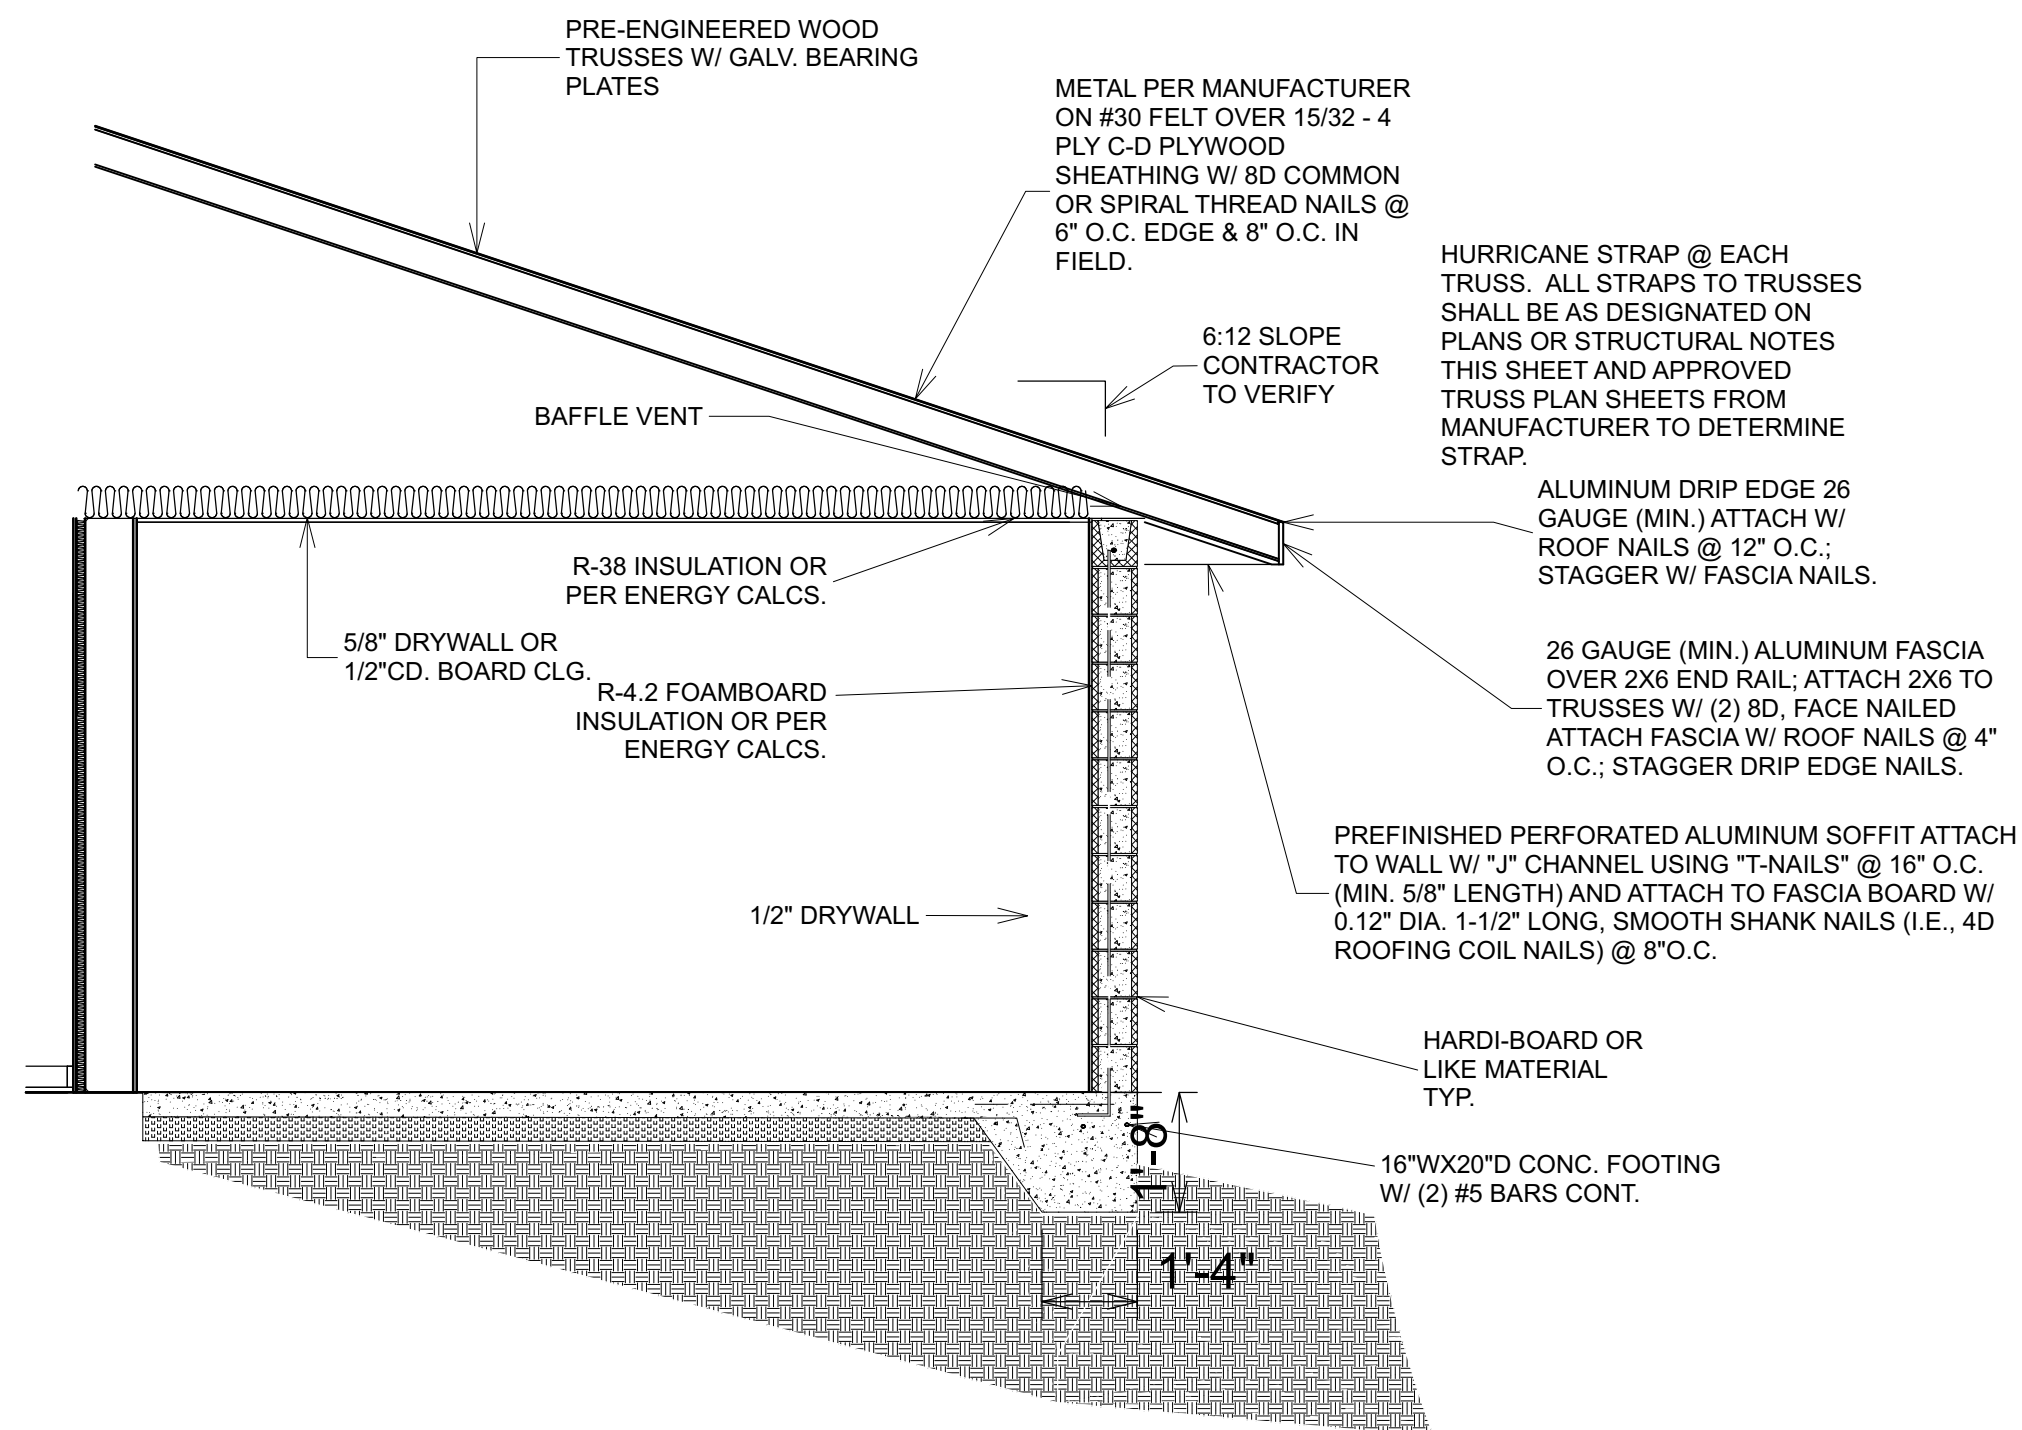 PRE-ENGINEERED WOOD
TRUSSES W/ GALV. BEARING
PLATES
METAL PER MANUFACTURER
ON #30 FELT OVER 15/32 - 4
PLY C-D PLYWOOD
SHEATHING W/ 8D COMMON
OR SPIRAL THREAD NAILS @
6" O.C. EDGE & 8" O.C. IN
FIELD.
HURRICANE STRAP @ EACH
TRUSS.  ALL STRAPS TO TRUSSES
SHALL BE AS DESIGNATED ON
PLANS OR STRUCTURAL NOTES
THIS SHEET AND APPROVED
TRUSS PLAN SHEETS FROM
MANUFACTURER TO DETERMINE
STRAP.
6:12 SLOPE
CONTRACTOR
TO VERIFY
BAFFLE VENT
ALUMINUM DRIP EDGE 26
GAUGE (MIN.) ATTACH W/
ROOF NAILS @ 12" O.C.;
STAGGER W/ FASCIA NAILS.
R-38 INSULATION OR
PER ENERGY CALCS.
5/8" DRYWALL OR
1/2"CD. BOARD CLG.
R-4.2 FOAMBOARD
INSULATION OR PER
ENERGY CALCS.
26 GAUGE (MIN.) ALUMINUM FASCIA
OVER 2X6 END RAIL; ATTACH 2X6 TO
TRUSSES W/ (2) 8D, FACE NAILED
ATTACH FASCIA W/ ROOF NAILS @ 4"
O.C.; STAGGER DRIP EDGE NAILS.
PREFINISHED PERFORATED ALUMINUM SOFFIT ATTACH
TO WALL W/ "J" CHANNEL USING "T-NAILS" @ 16" O.C.
(MIN. 5/8" LENGTH) AND ATTACH TO FASCIA BOARD W/
0.12" DIA. 1-1/2" LONG, SMOOTH SHANK NAILS (I.E., 4D
ROOFING COIL NAILS) @ 8"O.C.
1/2" DRYWALL
HARDI-BOARD OR
LIKE MATERIAL
TYP.
1'-8"
16"WX20"D CONC. FOOTING
W/ (2) #5 BARS CONT.
1'-4"